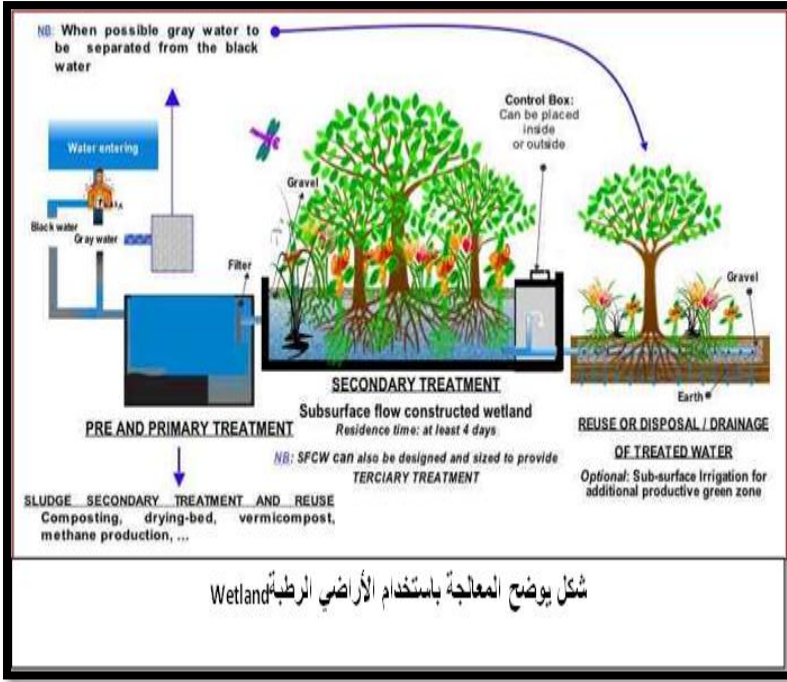 NB: When possible gray water to
be separated from the black
water
Water entering
Black water
Gray water
Filter
Gravel
Control Box:
Can be placed
inside
or outside
Gravel
Earth
PRE AND PRIMARY TREATMENT
SECONDARY TREATMENT
Subsurface flow constructed wetland
Residence time: at least 4 days
NB: SFCW can also be designed and sized to provide
TERCIARY TREATMENT
REUSE OR DISPOSAL / DRAINAGE
OF TREATED WATER
Optional: Sub-surface Irrigation for
additional productive green zone
SLUDGE SECONDARY TREATMENT AND REUSE
Composting, drying-bed, vermicompost,
methane production, ...
شكل يوضح المعالجة باستخدام الأراضي الرطبة Wetland